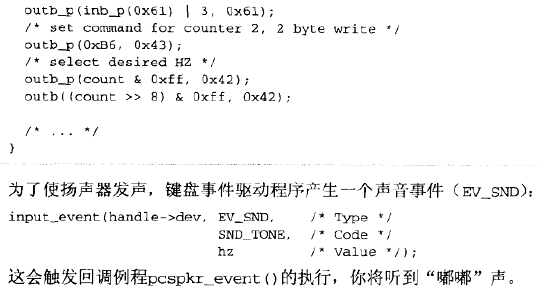 outb_p(inb_p(0x61) | 3, 0x61);
/* set command for counter 2, 2 byte write */
outb_p(0xB6, 0x43);
/* select desired HZ */
outb_p(count & 0xff, 0x42);
outb((count >> 8) & 0xff, 0x42);
/* ... */
}
为了使扬声器发声，键盘事件驱动程序产生一个声音事件（EV_SND）：
input_event(handle->dev, EV_SND, /* Type */
SND_TONE, /* Code */
hz /* Value */);
这会触发回调例程pcspkr_event()的执行，你将听到“嘟嘟”声。